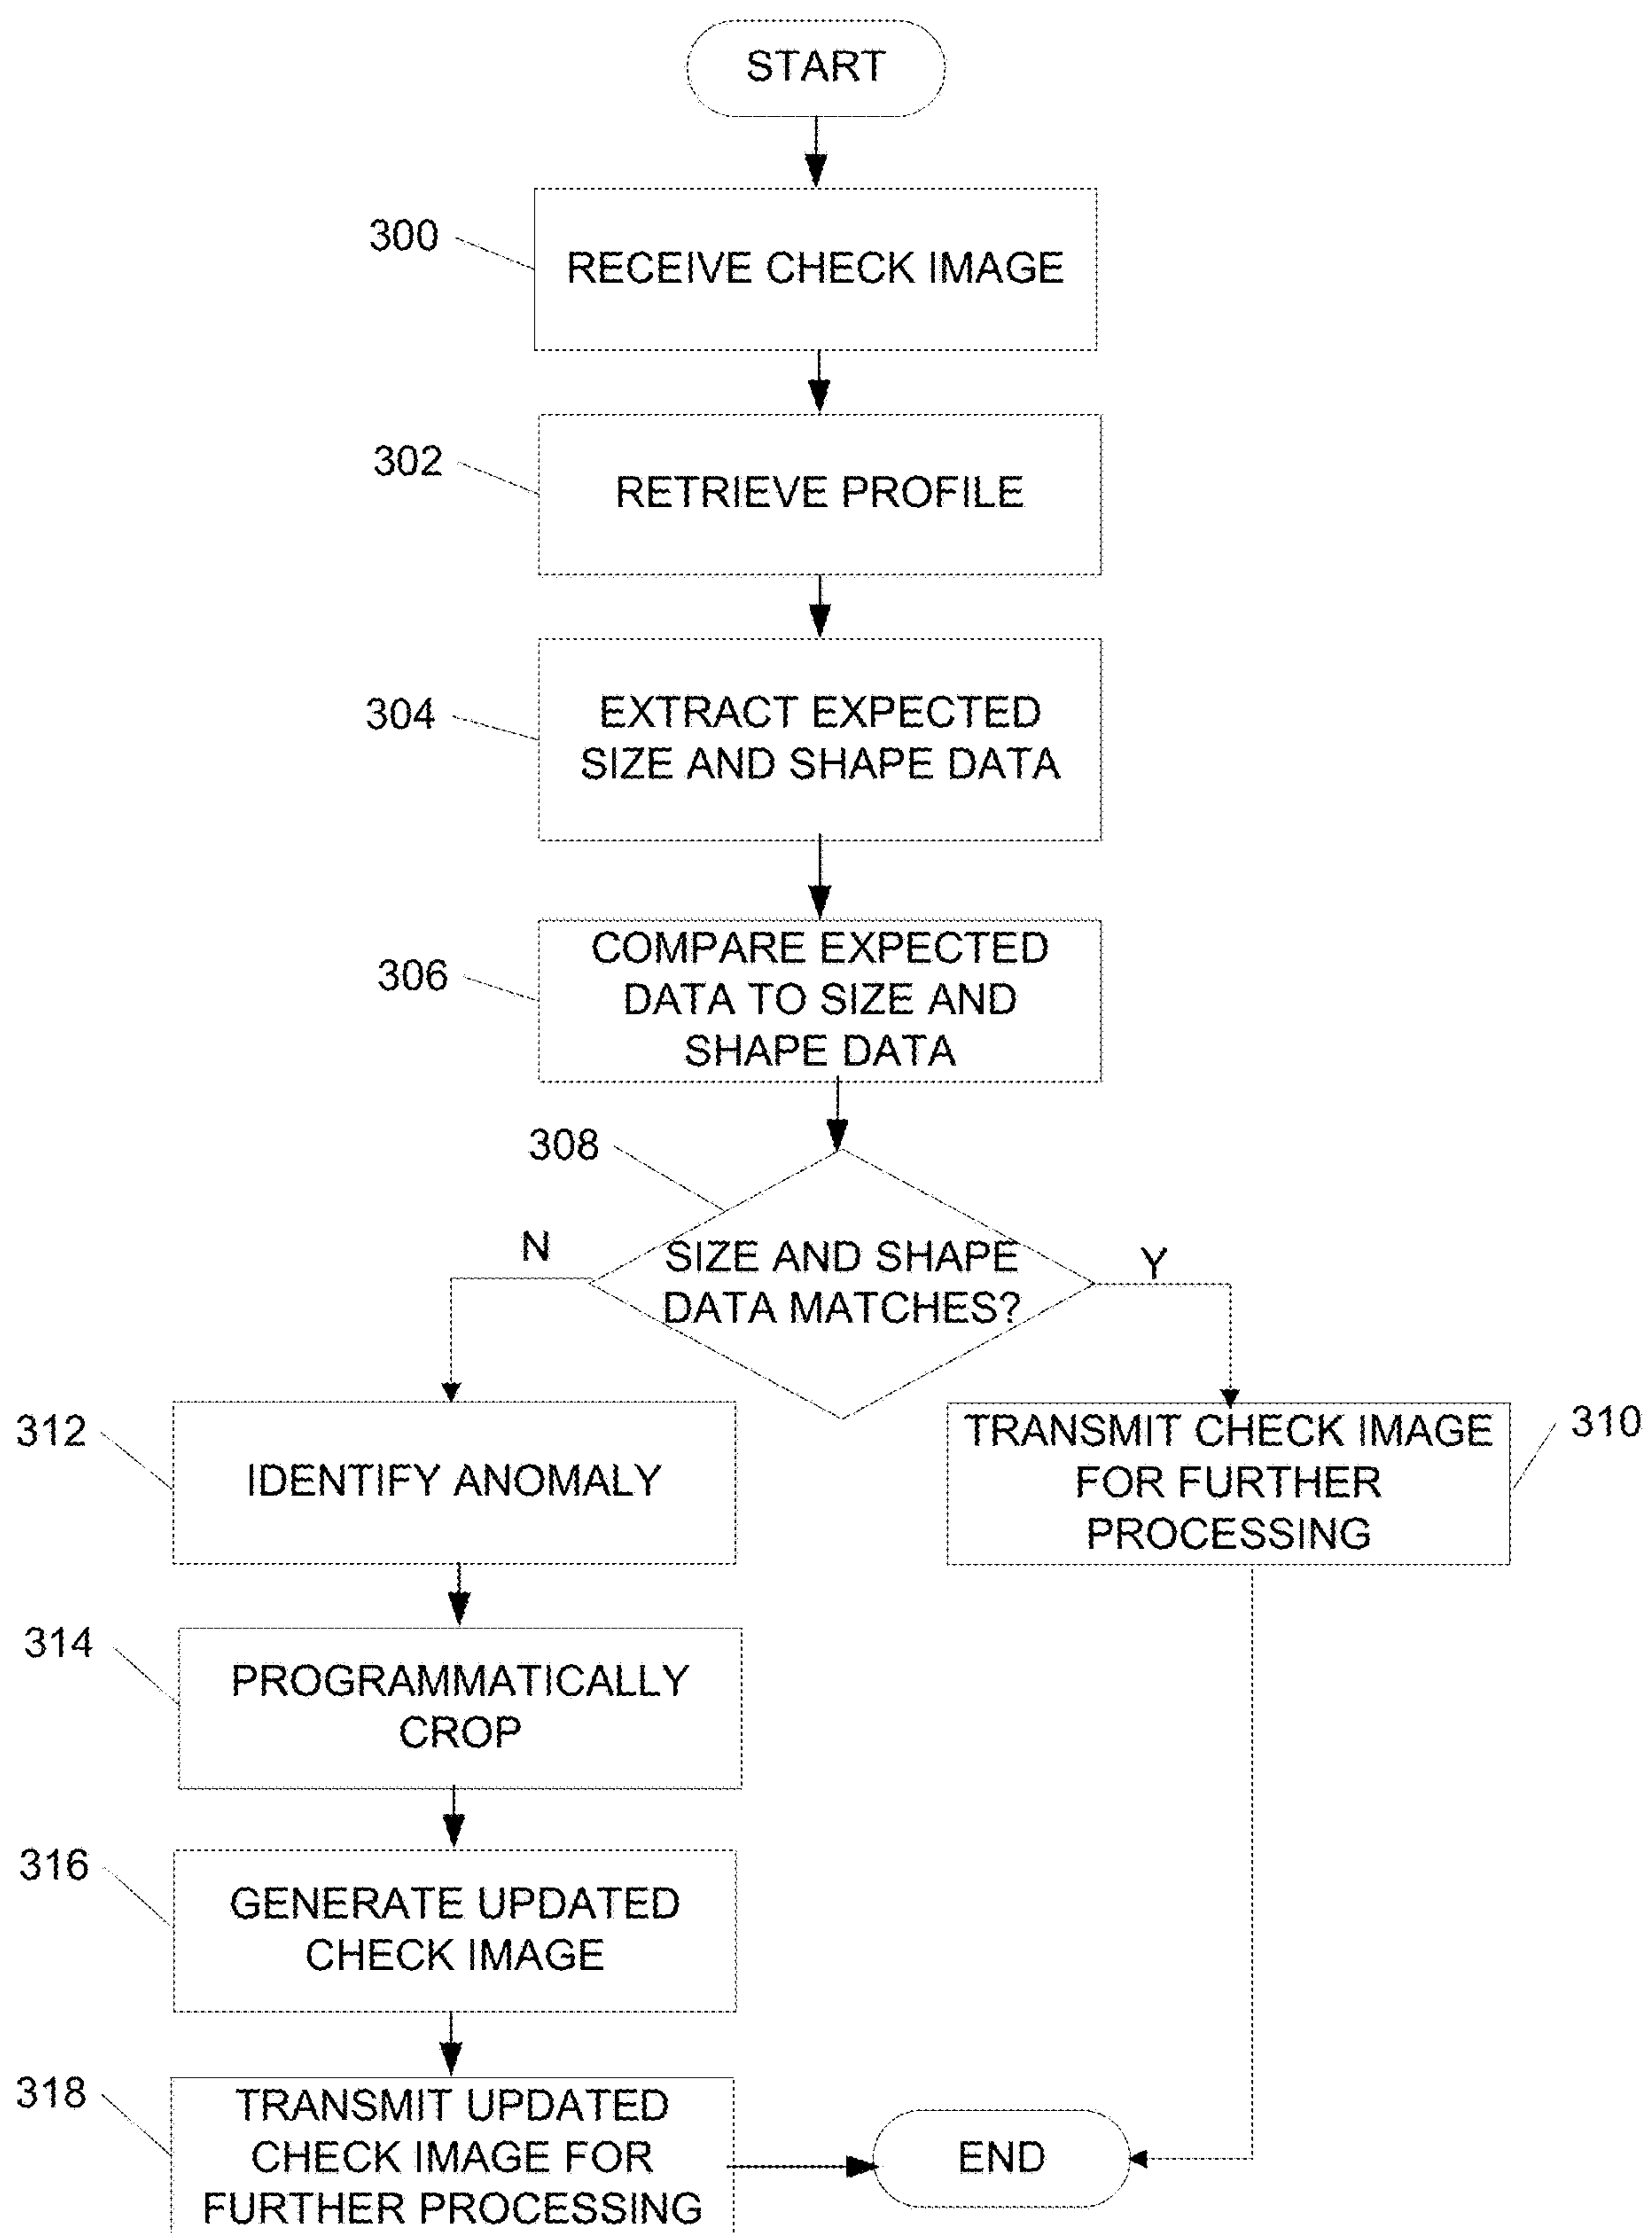 START
300
RECEIVE CHECK IMAGE
302
RETRIEVE PROFILE
304
EXTRACT EXPECTED
SIZE AND SHAPE DATA
306
COMPARE EXPECTED
DATA TO SIZE AND
SHAPE DATA
308
SIZE AND SHAPE
DATA MATCHES?
N
Y
312
IDENTIFY ANOMALY
310
TRANSMIT CHECK IMAGE
FOR FURTHER
PROCESSING
314
PROGRAMMATICALLY
CROP
316
GENERATE UPDATED
CHECK IMAGE
318
TRANSMIT UPDATED
CHECK IMAGE FOR
FURTHER PROCESSING
END